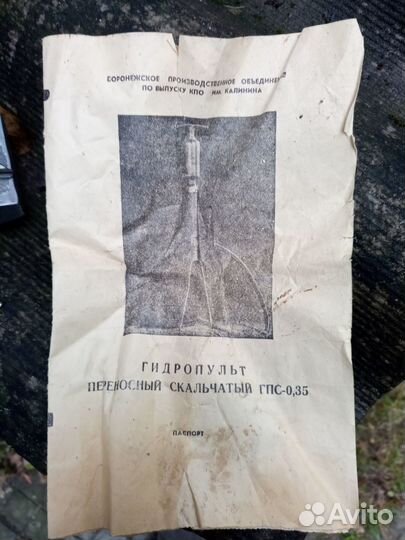 ВОРОНЕЖСКОЕ ПРОИЗВОДСТВЕННОЕ ОБЪЕДИНЕНИЕ
ПО ВЫПУСКУ КПО ИМ. КАЛИНИНА
ГИДРОПУЛЬТ
ПЕРЕНОСНЫЙ СКАЛЬЧАТЫЙ ГПС-0,35
ПАСПОРТ
Avito